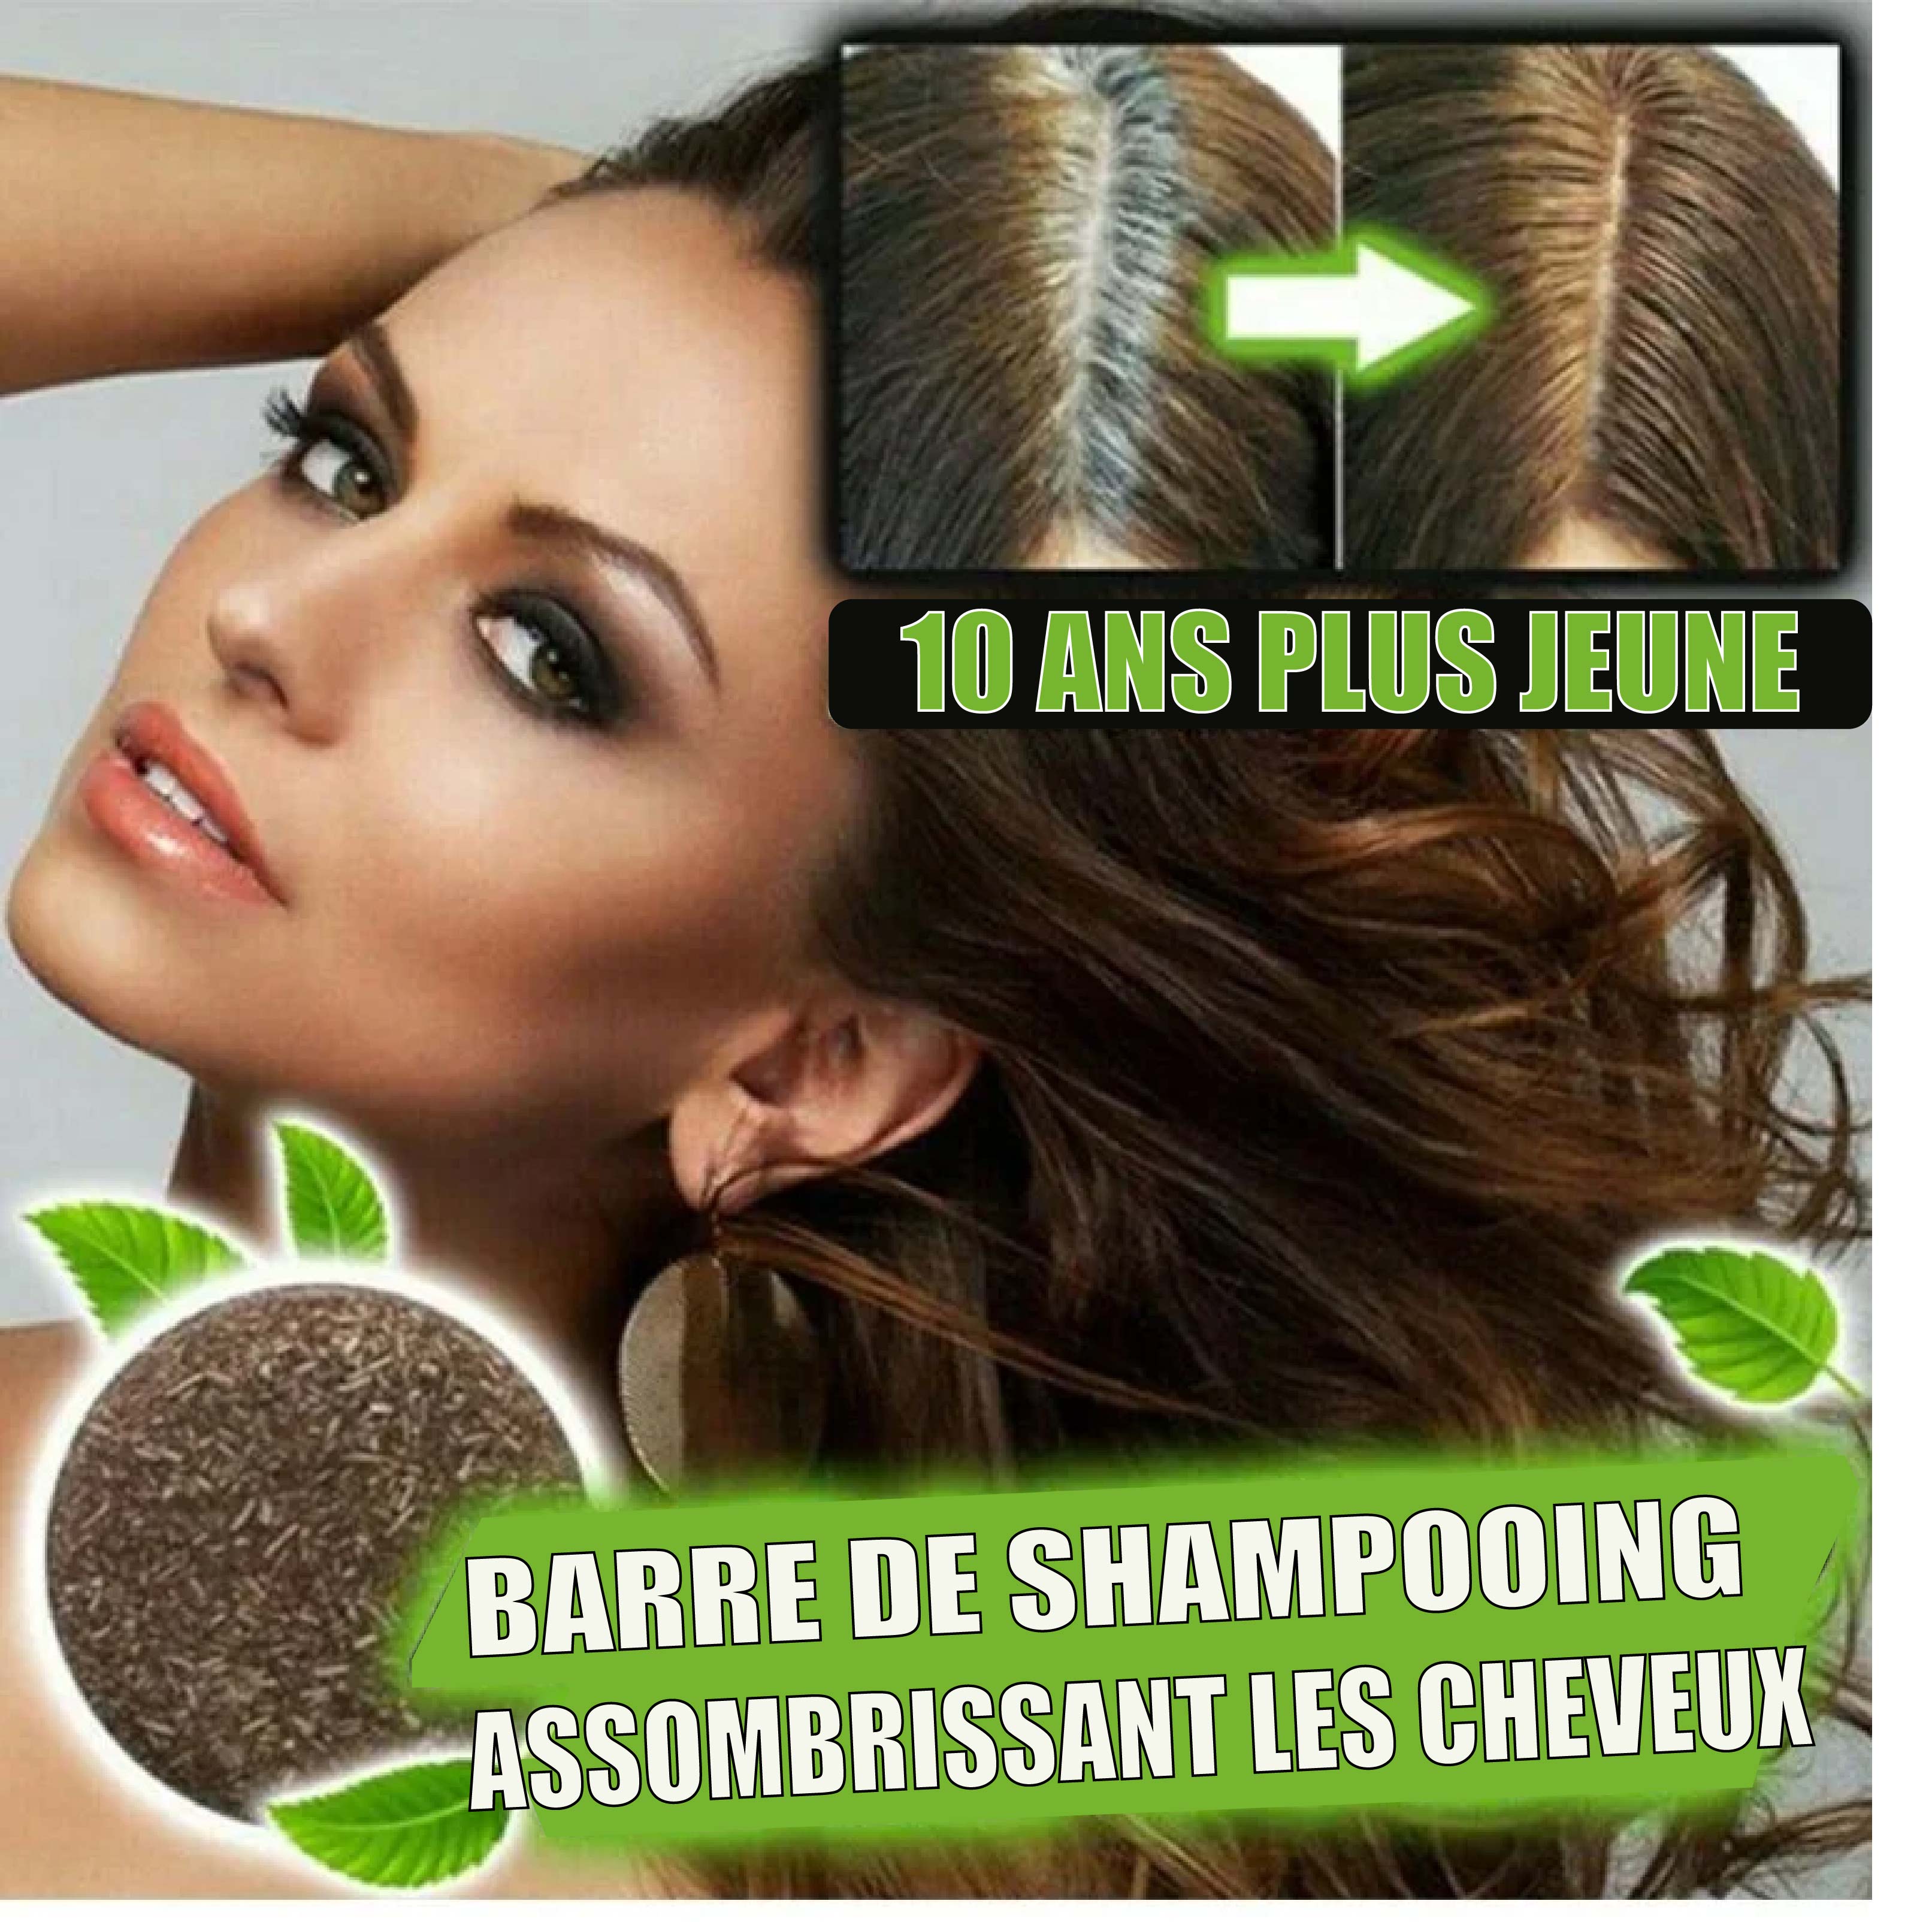 10 ANS PLUS JEUNE
BARRE DE SHAMPOOING
ASSOMBRISSANT LES CHEVEUX